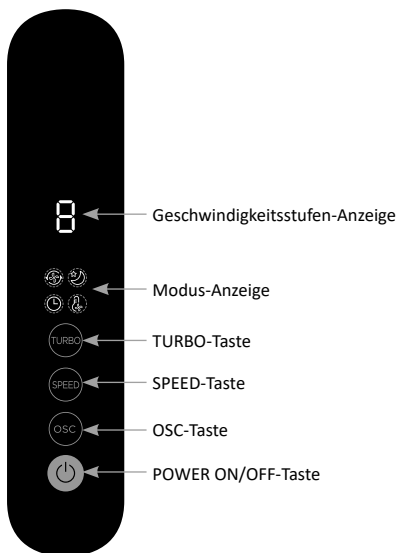 8
Geschwindigkeitsstufen-Anzeige
Modus-Anzeige
TURBO TURBO-Taste
SPEED SPEED-Taste
OSC OSC-Taste
POWER ON/OFF-Taste